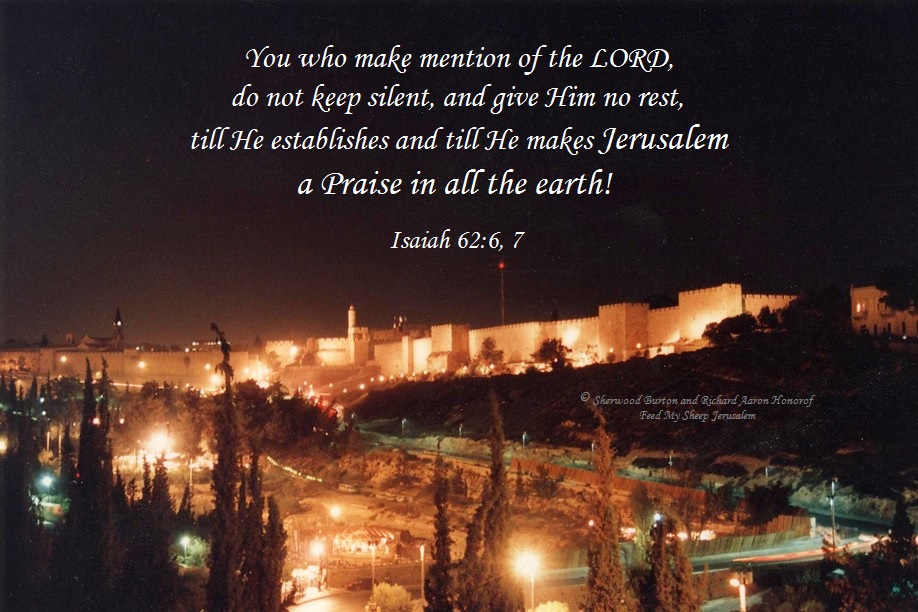 You who make mention of the LORD,
do not keep silent, and give Him no rest,
till He establishes and till He makes Jerusalem
a Praise in all the earth!
Isaiah 62:6, 7
© Sherwood Burton and Richard Aaron Honorof
Feed My Sheep Jerusalem